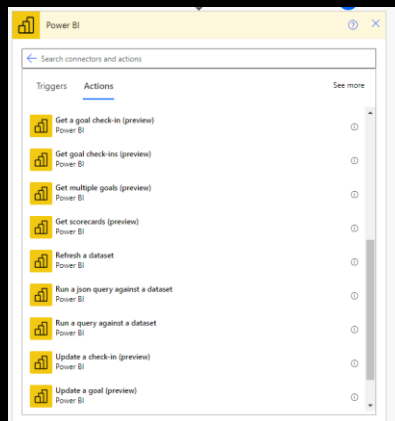 Power BI
Search connectors and actions
Triggers Actions See more
Get a goal check-in (preview)
Power BI
Get goal check-ins (preview)
Power BI
Get multiple goals (preview)
Power BI
Get scorecards (preview)
Power BI
Refresh a dataset
Power BI
Run a json query against a dataset
Power BI
Run a query against a dataset
Power BI
Update a check-in (preview)
Power BI
Update a goal (preview)
Power BI